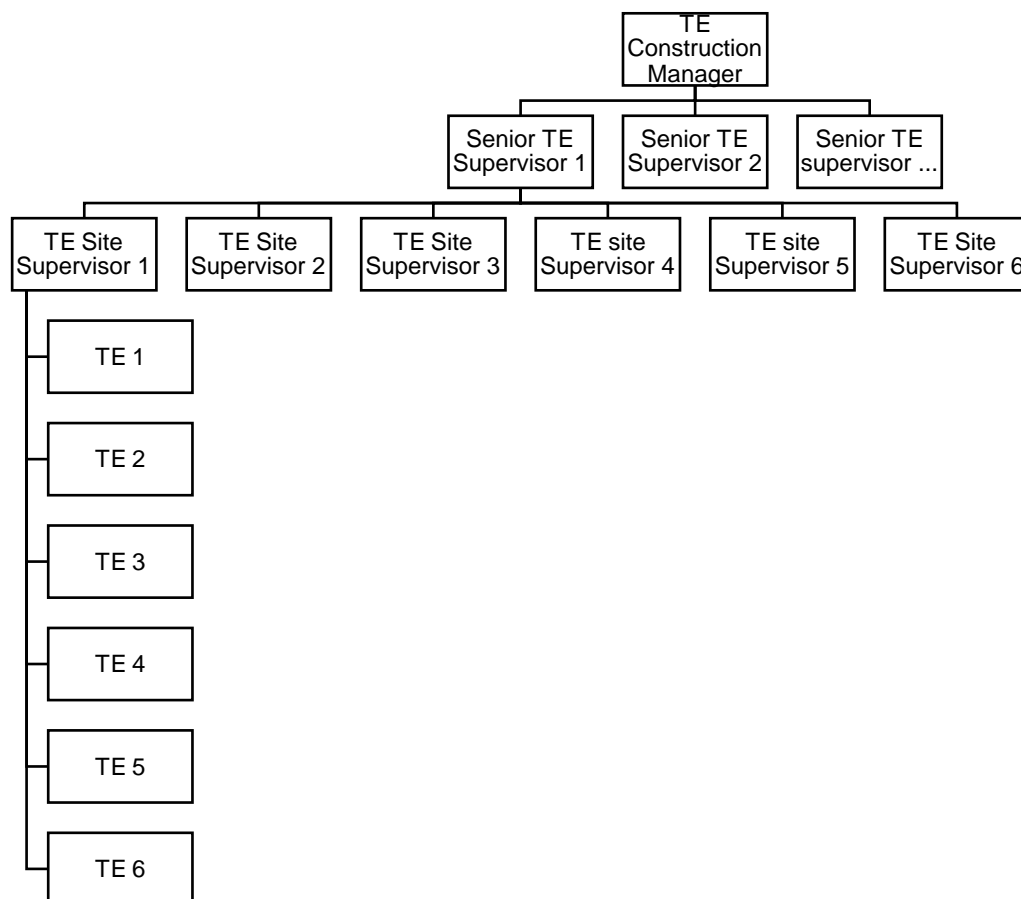 TE
Construction
Manager
Senior TE
Supervisor 1
Senior TE
Supervisor 2
Senior TE
supervisor ...
TE Site
Supervisor 1
TE Site
Supervisor 2
TE Site
Supervisor 3
TE site
Supervisor 4
TE site
Supervisor 5
TE Site
Supervisor 6
TE 1
TE 2
TE 3
TE 4
TE 5
TE 6